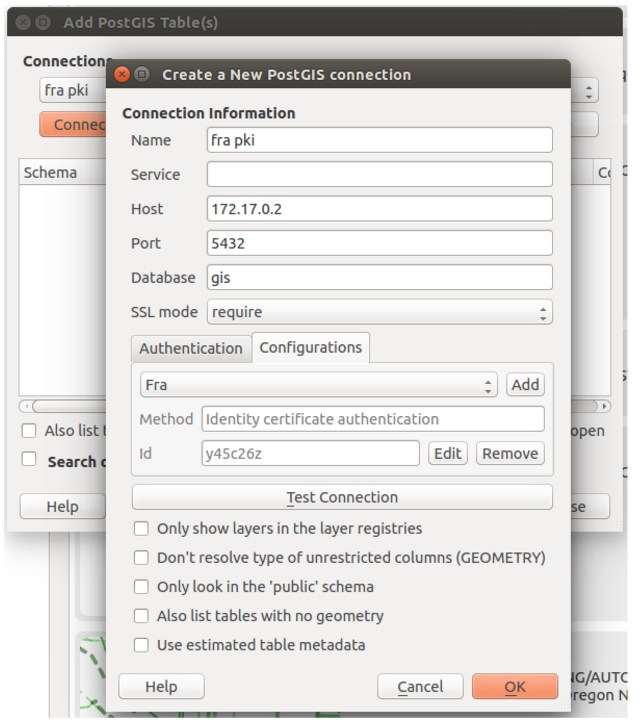 Add PostGIS Table(s)
Connections
fra pki
Connec
Schema
Also list t
open
Search o
Help
se
Create a New PostGIS connection
Connection Information
Name fra pki
Service
Host 172.17.0.2
Port 5432
Database gis
SSL mode require
Authentication Configurations
Fra Add
Method Identity certificate authentication
Id y45c26z Edit Remove
Test Connection
Only show layers in the layer registries
Don't resolve type of unrestricted columns (GEOMETRY)
Only look in the 'public' schema
Also list tables with no geometry
Use estimated table metadata
Help Cancel OK
NG/AUTC
regon N